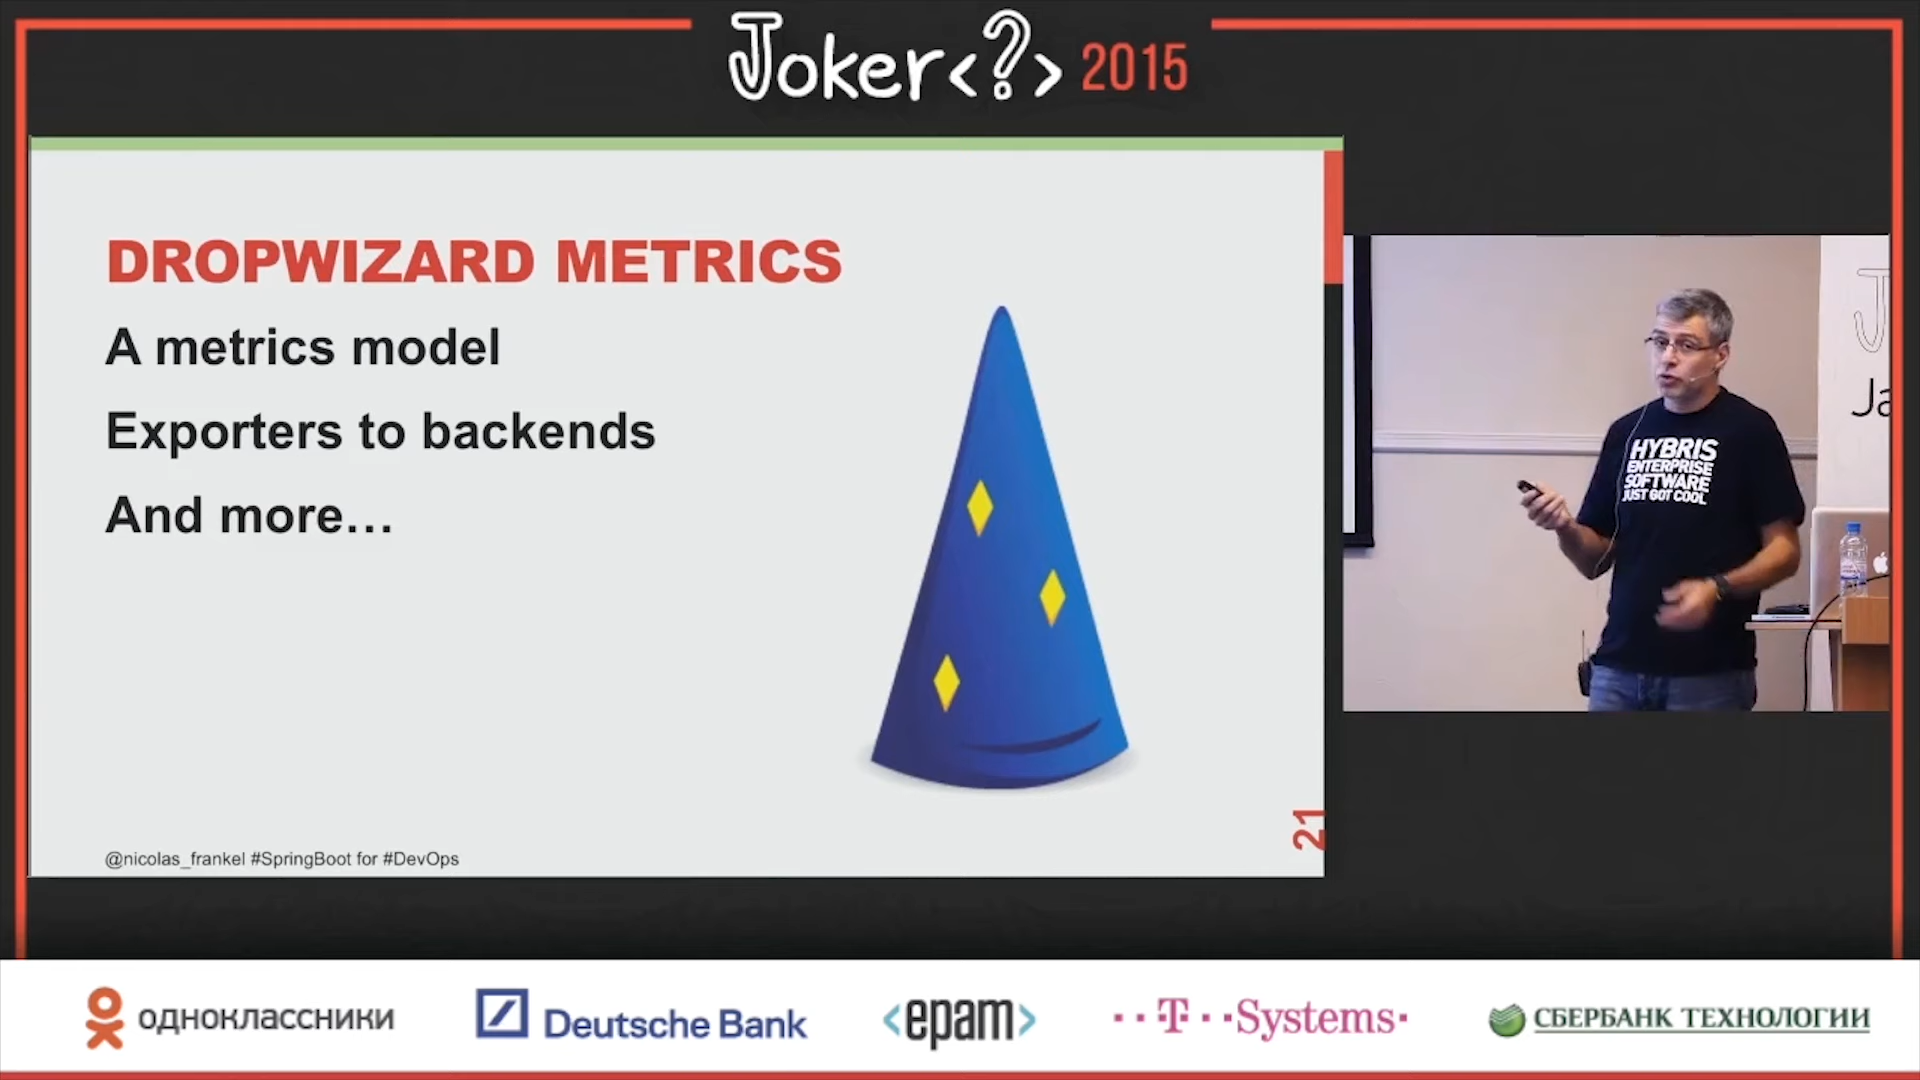 Joker<?> 2015
DROPWIZARD METRICS
A metrics model
Exporters to backends
And more…
21
@nicolas_frankel #SpringBoot for #DevOps
HYBRIS
ENTERPRISE
SOFTWARE
JUST GOT COOL
J
Ja
одноклассники
Deutsche Bank
<epam>
··T··Systems·
СБЕРБАНК ТЕХНОЛОГИИ